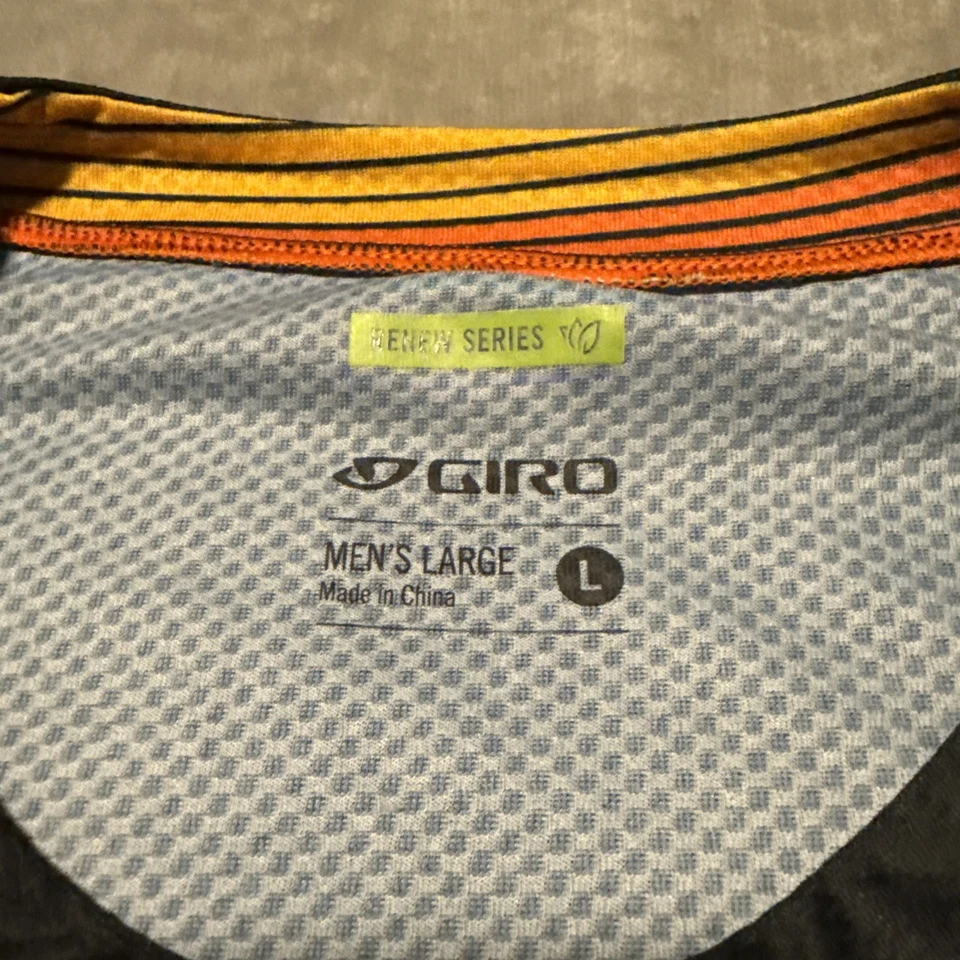 RENEW SERIES
GIRO
MEN'S LARGE
L
Made in China